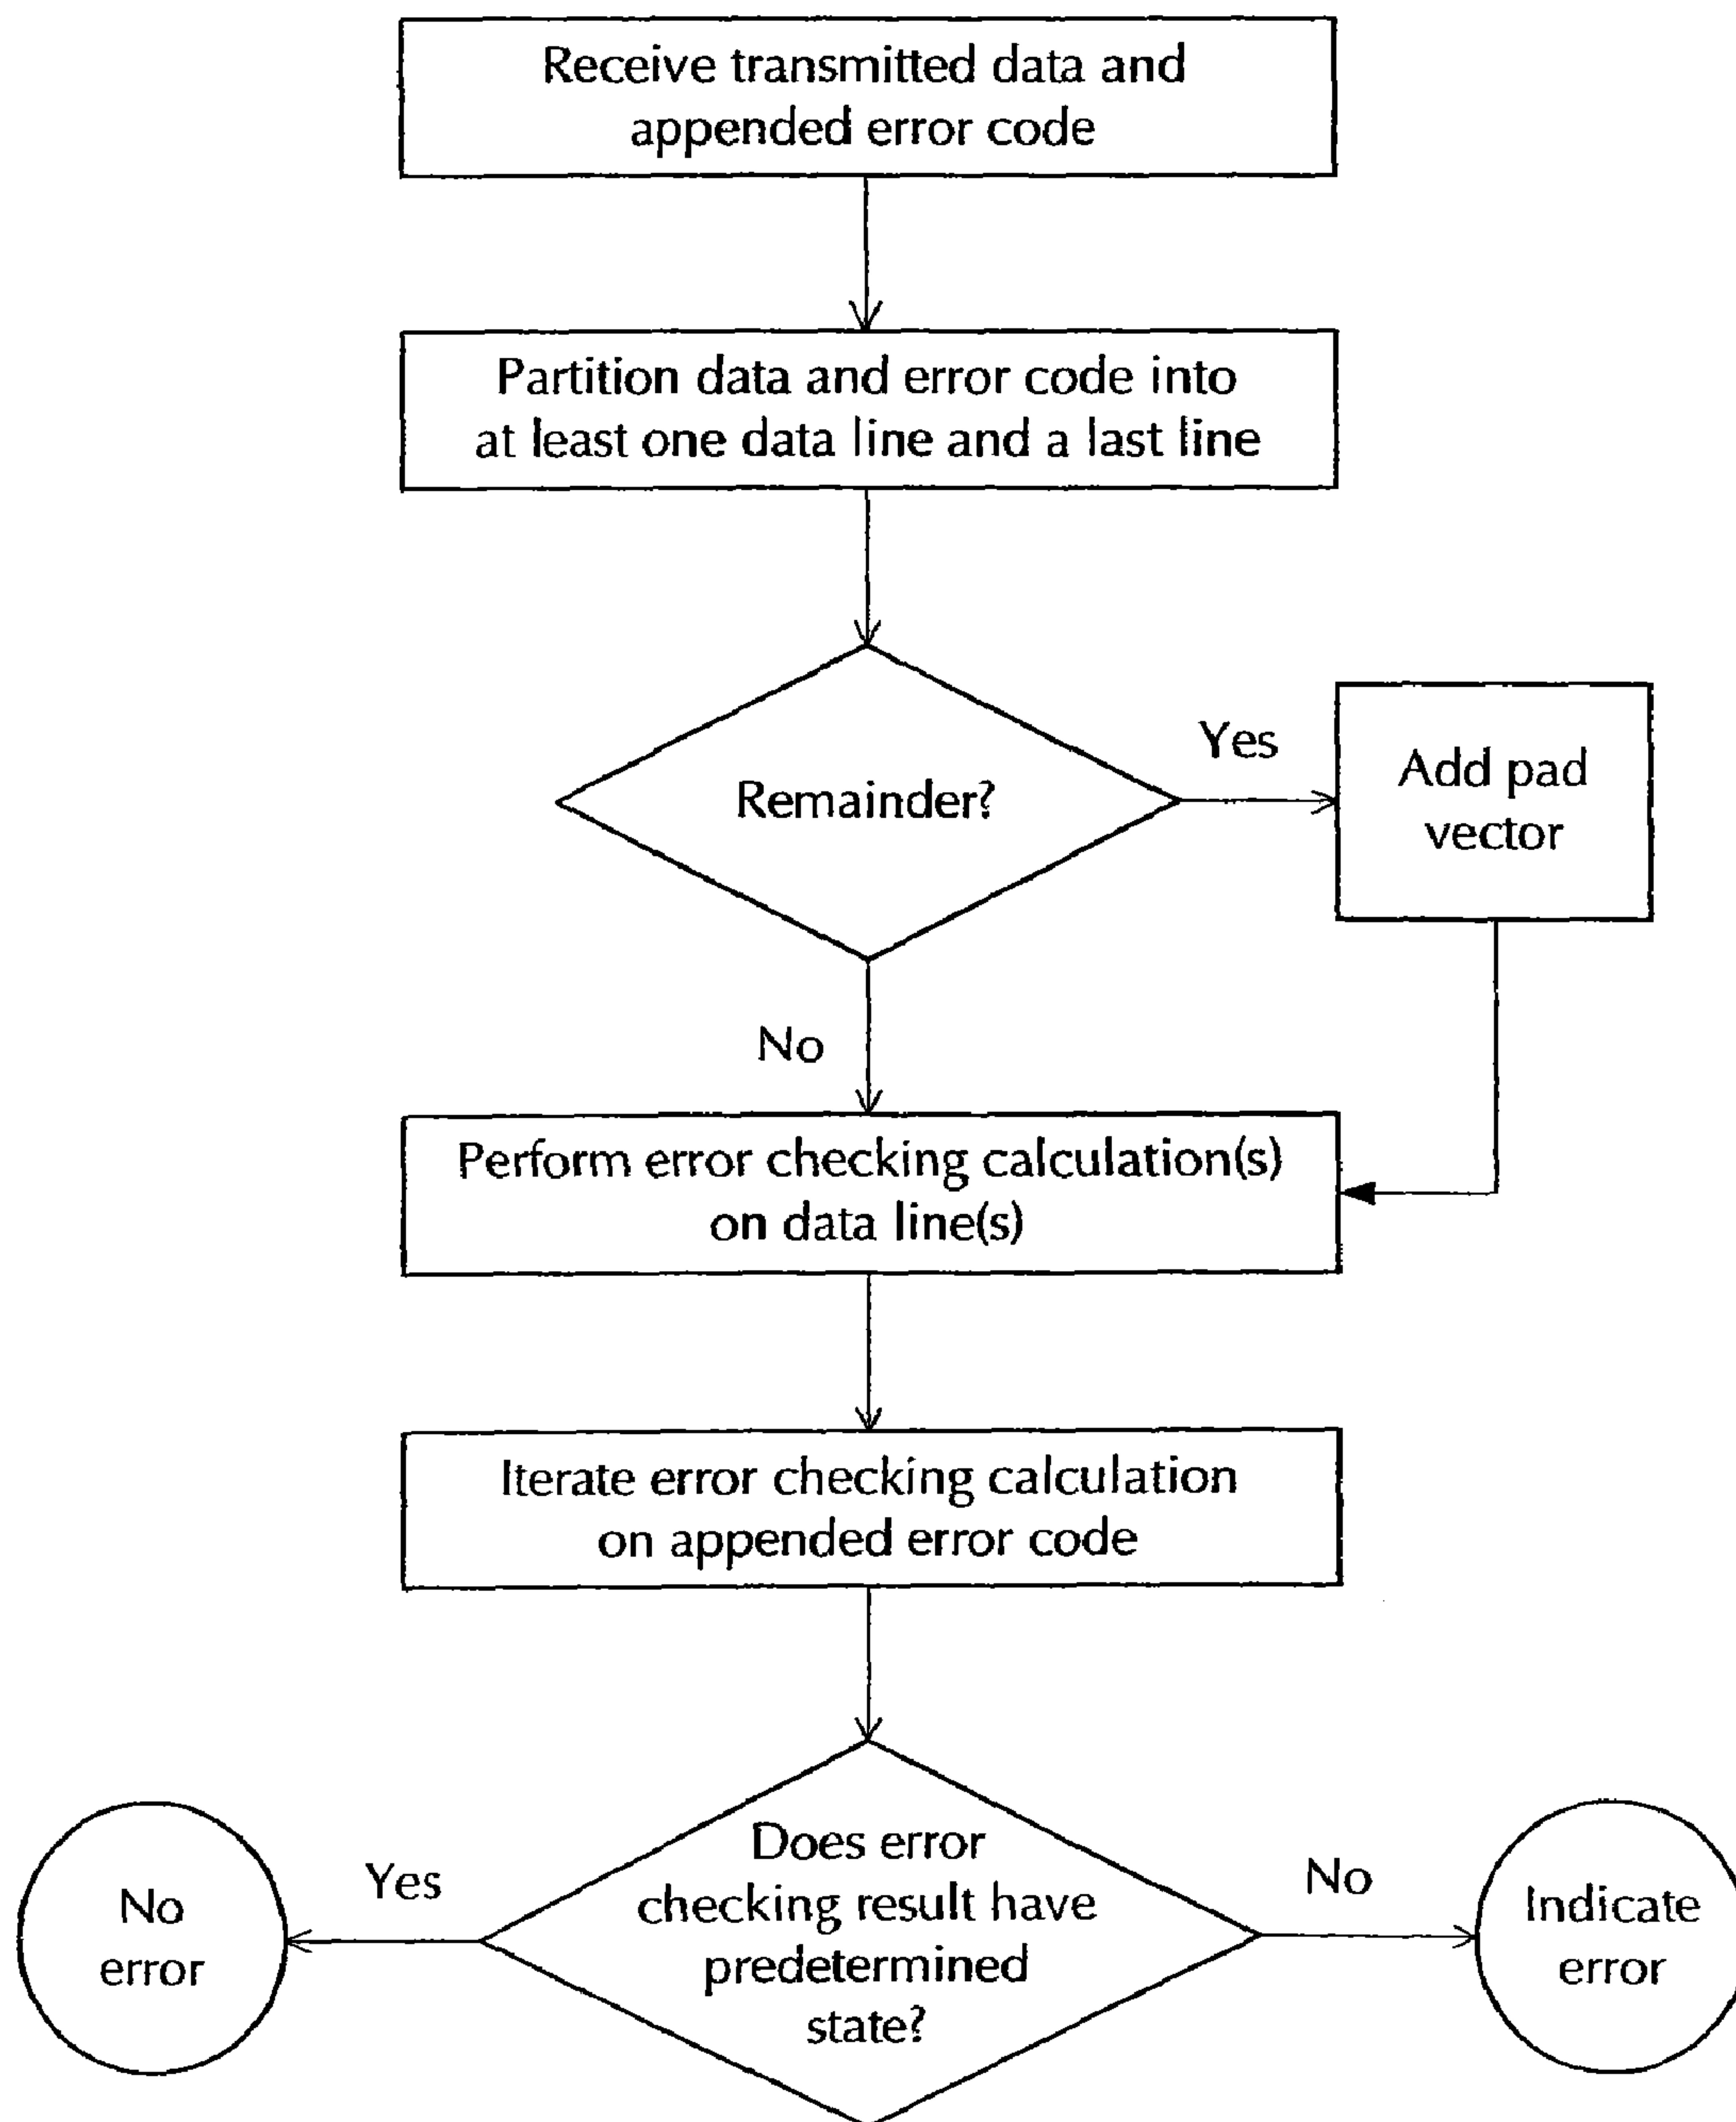 Receive transmitted data and
appended error code
Partition data and error code into
at least one data line and a last line
Remainder?
Yes
Add pad
vector
No
Perform error checking calculation(s)
on data line(s)
Iterate error checking calculation
on appended error code
Does error
checking result have
predetermined
state?
Yes
No
error
No
Indicate
error